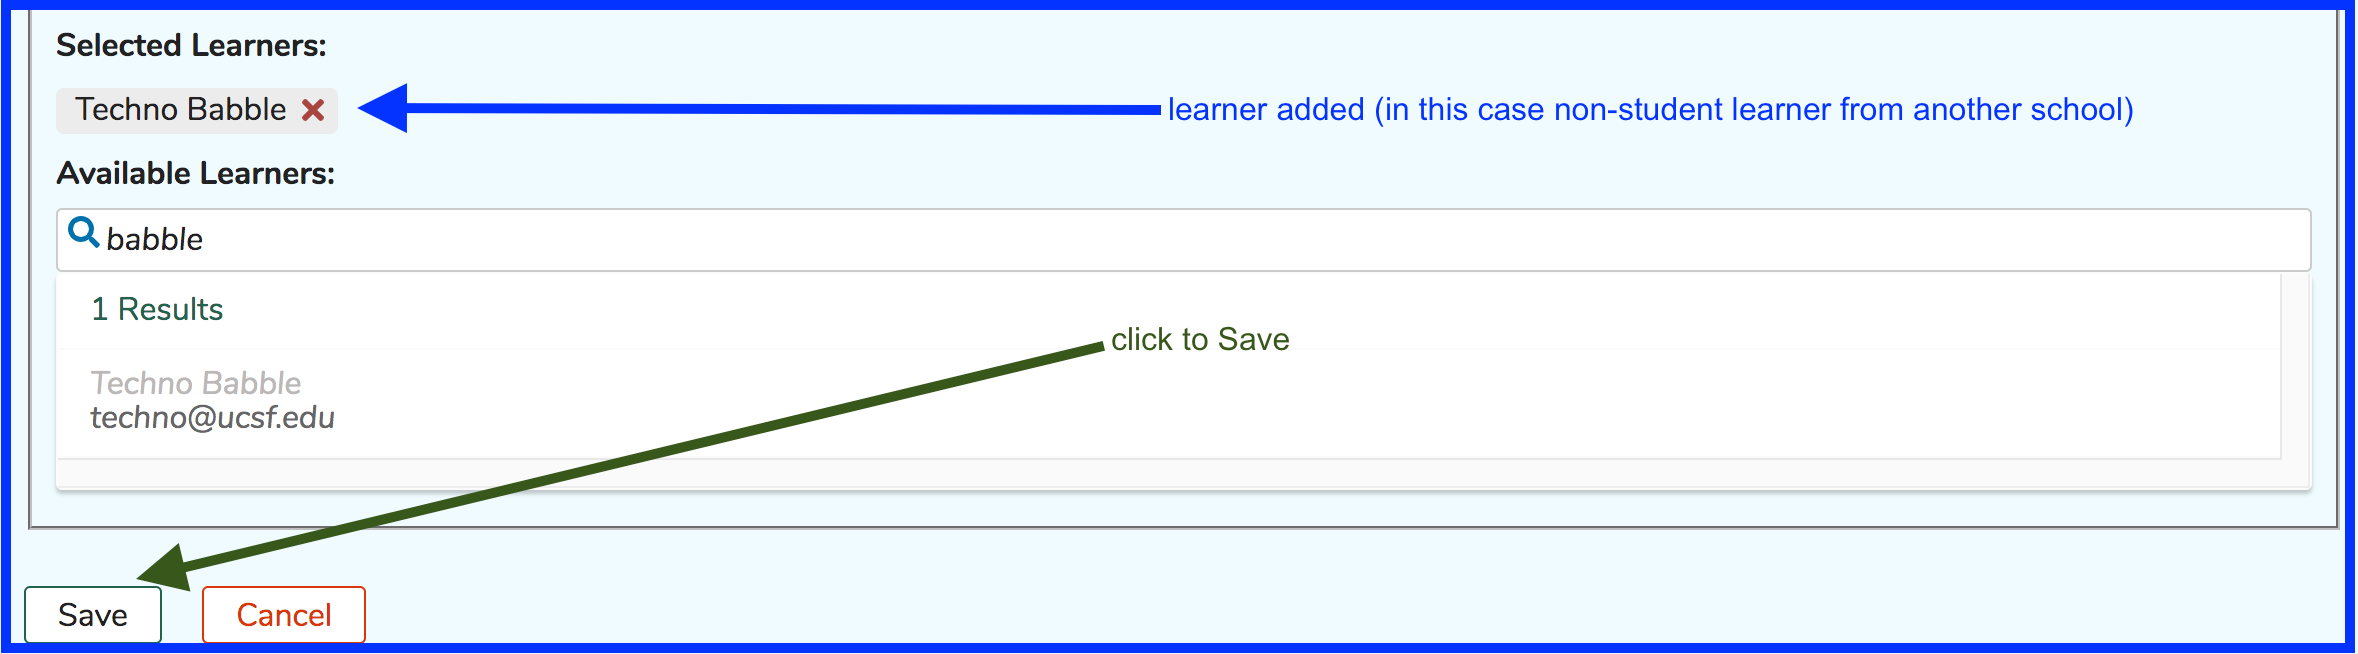 Selected Learners:
Techno Babble
learner added (in this case non-student learner from another school)
Available Learners:
babble
1 Results
click to Save
Techno Babble
techno@ucsf.edu
Save
Cancel